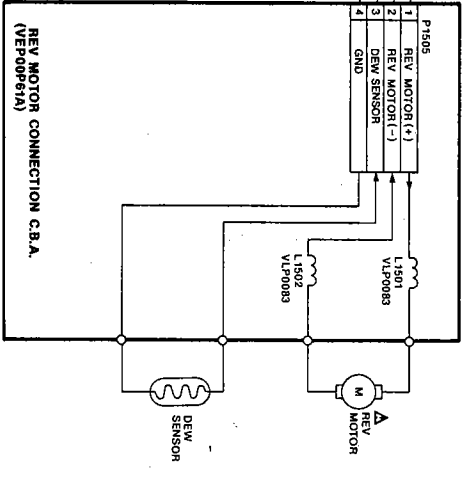 P1505
1 REV MOTOR(+)
2 REV MOTOR(−)
3 DEW SENSOR
4 GND
L1501
VLP0083
L1502
VLP0083
M
REV
MOTOR
DEW
SENSOR
REV MOTOR CONNECTION C.B.A.
(VEP00P61A)